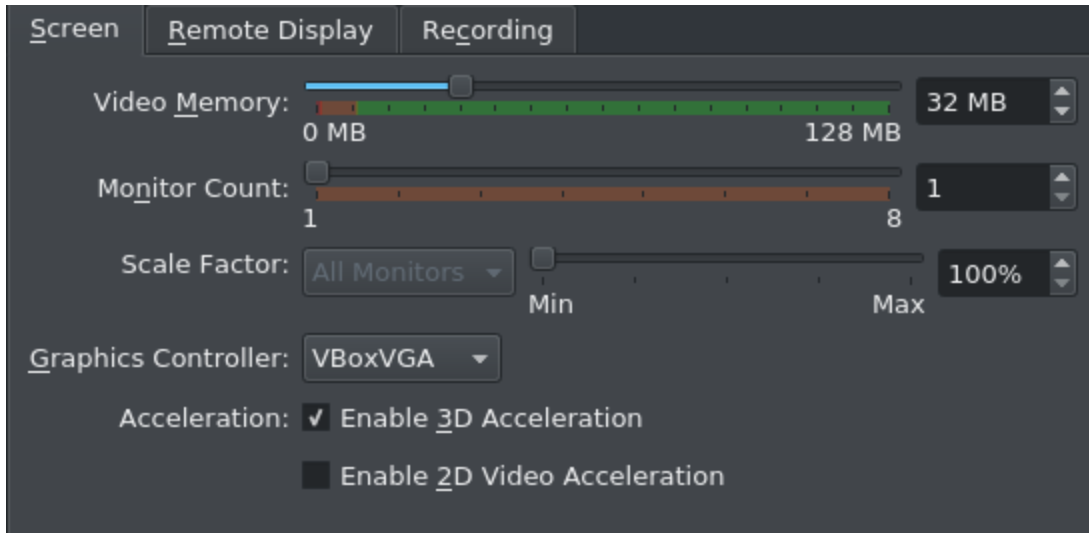 Screen Remote Display Recording
Video Memory: 32 MB
0 MB 128 MB
Monitor Count: 1
1 8
Scale Factor: All Monitors 100%
Min Max
Graphics Controller: VBoxVGA
Acceleration: Enable 3D Acceleration
Enable 2D Video Acceleration